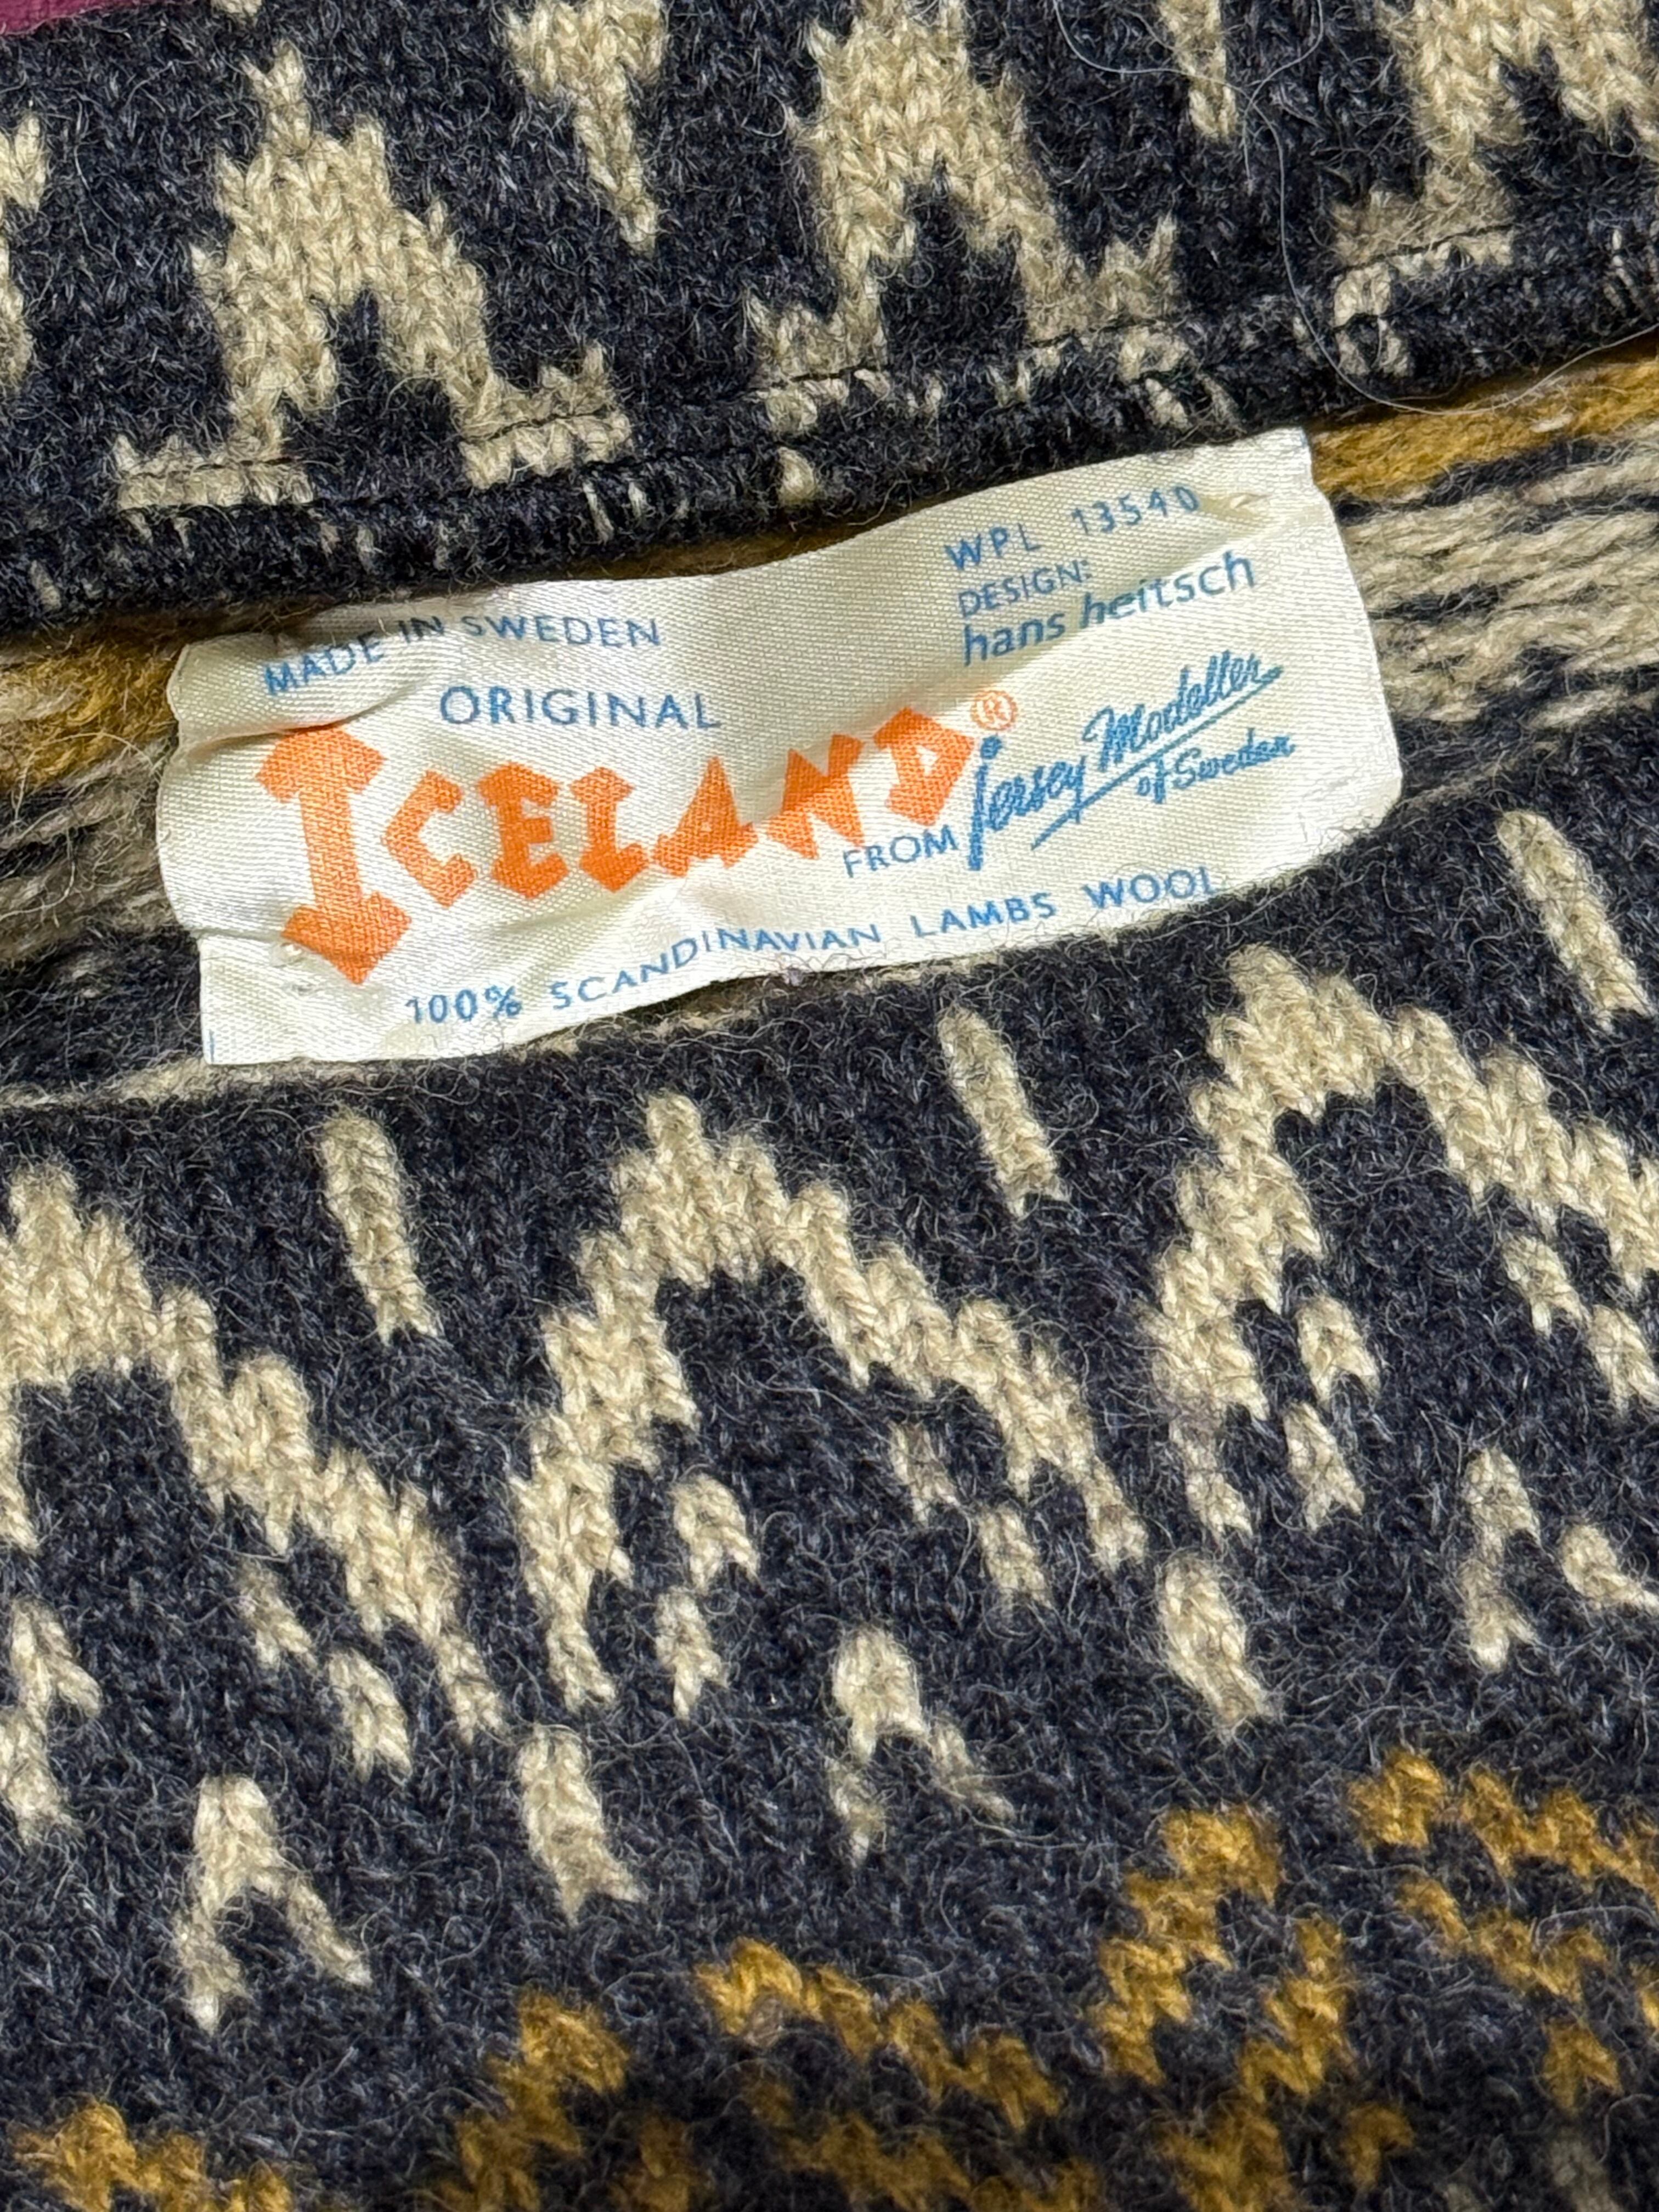 MADE IN SWEDEN
ORIGINAL
ICELAND®
FROM Jersey Modeller
of Sweden
WPL 13540
DESIGN:
hans heitsch
100% SCANDINAVIAN LAMBS WOOL